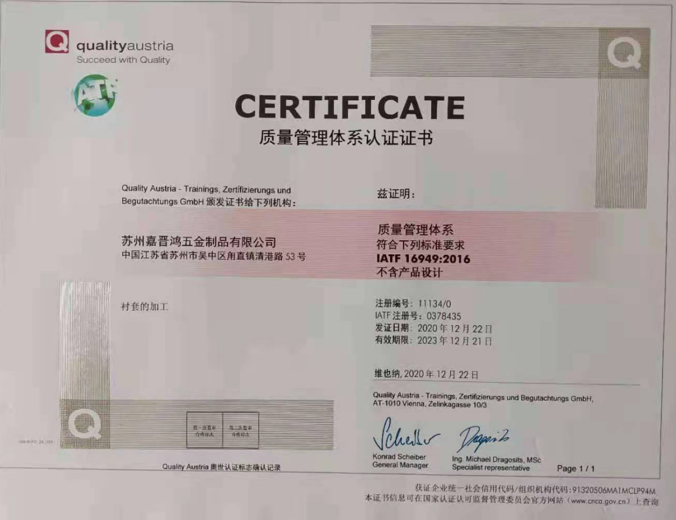 Q qualityaustria
Succeed with Quality
ATF
Q
CERTIFICATE
质量管理体系认证证书
Quality Austria - Trainings, Zertifizierungs und
Begutachtungs GmbH 颁发证书给下列机构：
兹证明：
苏州嘉晋鸿五金制品有限公司
中国江苏省苏州市吴中区甪直镇清港路 53 号
质量管理体系
符合下列标准要求
IATF 16949:2016
不含产品设计
衬套的加工
注册编号：11134/0
IATF 注册号：0378435
发证日期：2020 年 12 月 22 日
有效期限：2023 年 12 月 21 日
维也纳, 2020 年 12 月 22 日
Quality Austria - Trainings, Zertifizierungs und Begutachtungs GmbH,
AT-1010 Vienna, Zelinkagasse 10/3
Q
Konrad Scheiber
General Manager
Ing. Michael Dragosits, MSc
Specialist representative
Page 1 / 1
Quality Austria 奥世认证标志确认记录
获证企业统一社会信用代码/组织机构代码: 91320506MA1MCLP94M
本证书信息可在国家认证认可监督管理委员会官方网站（www.cnca.gov.cn）上查询